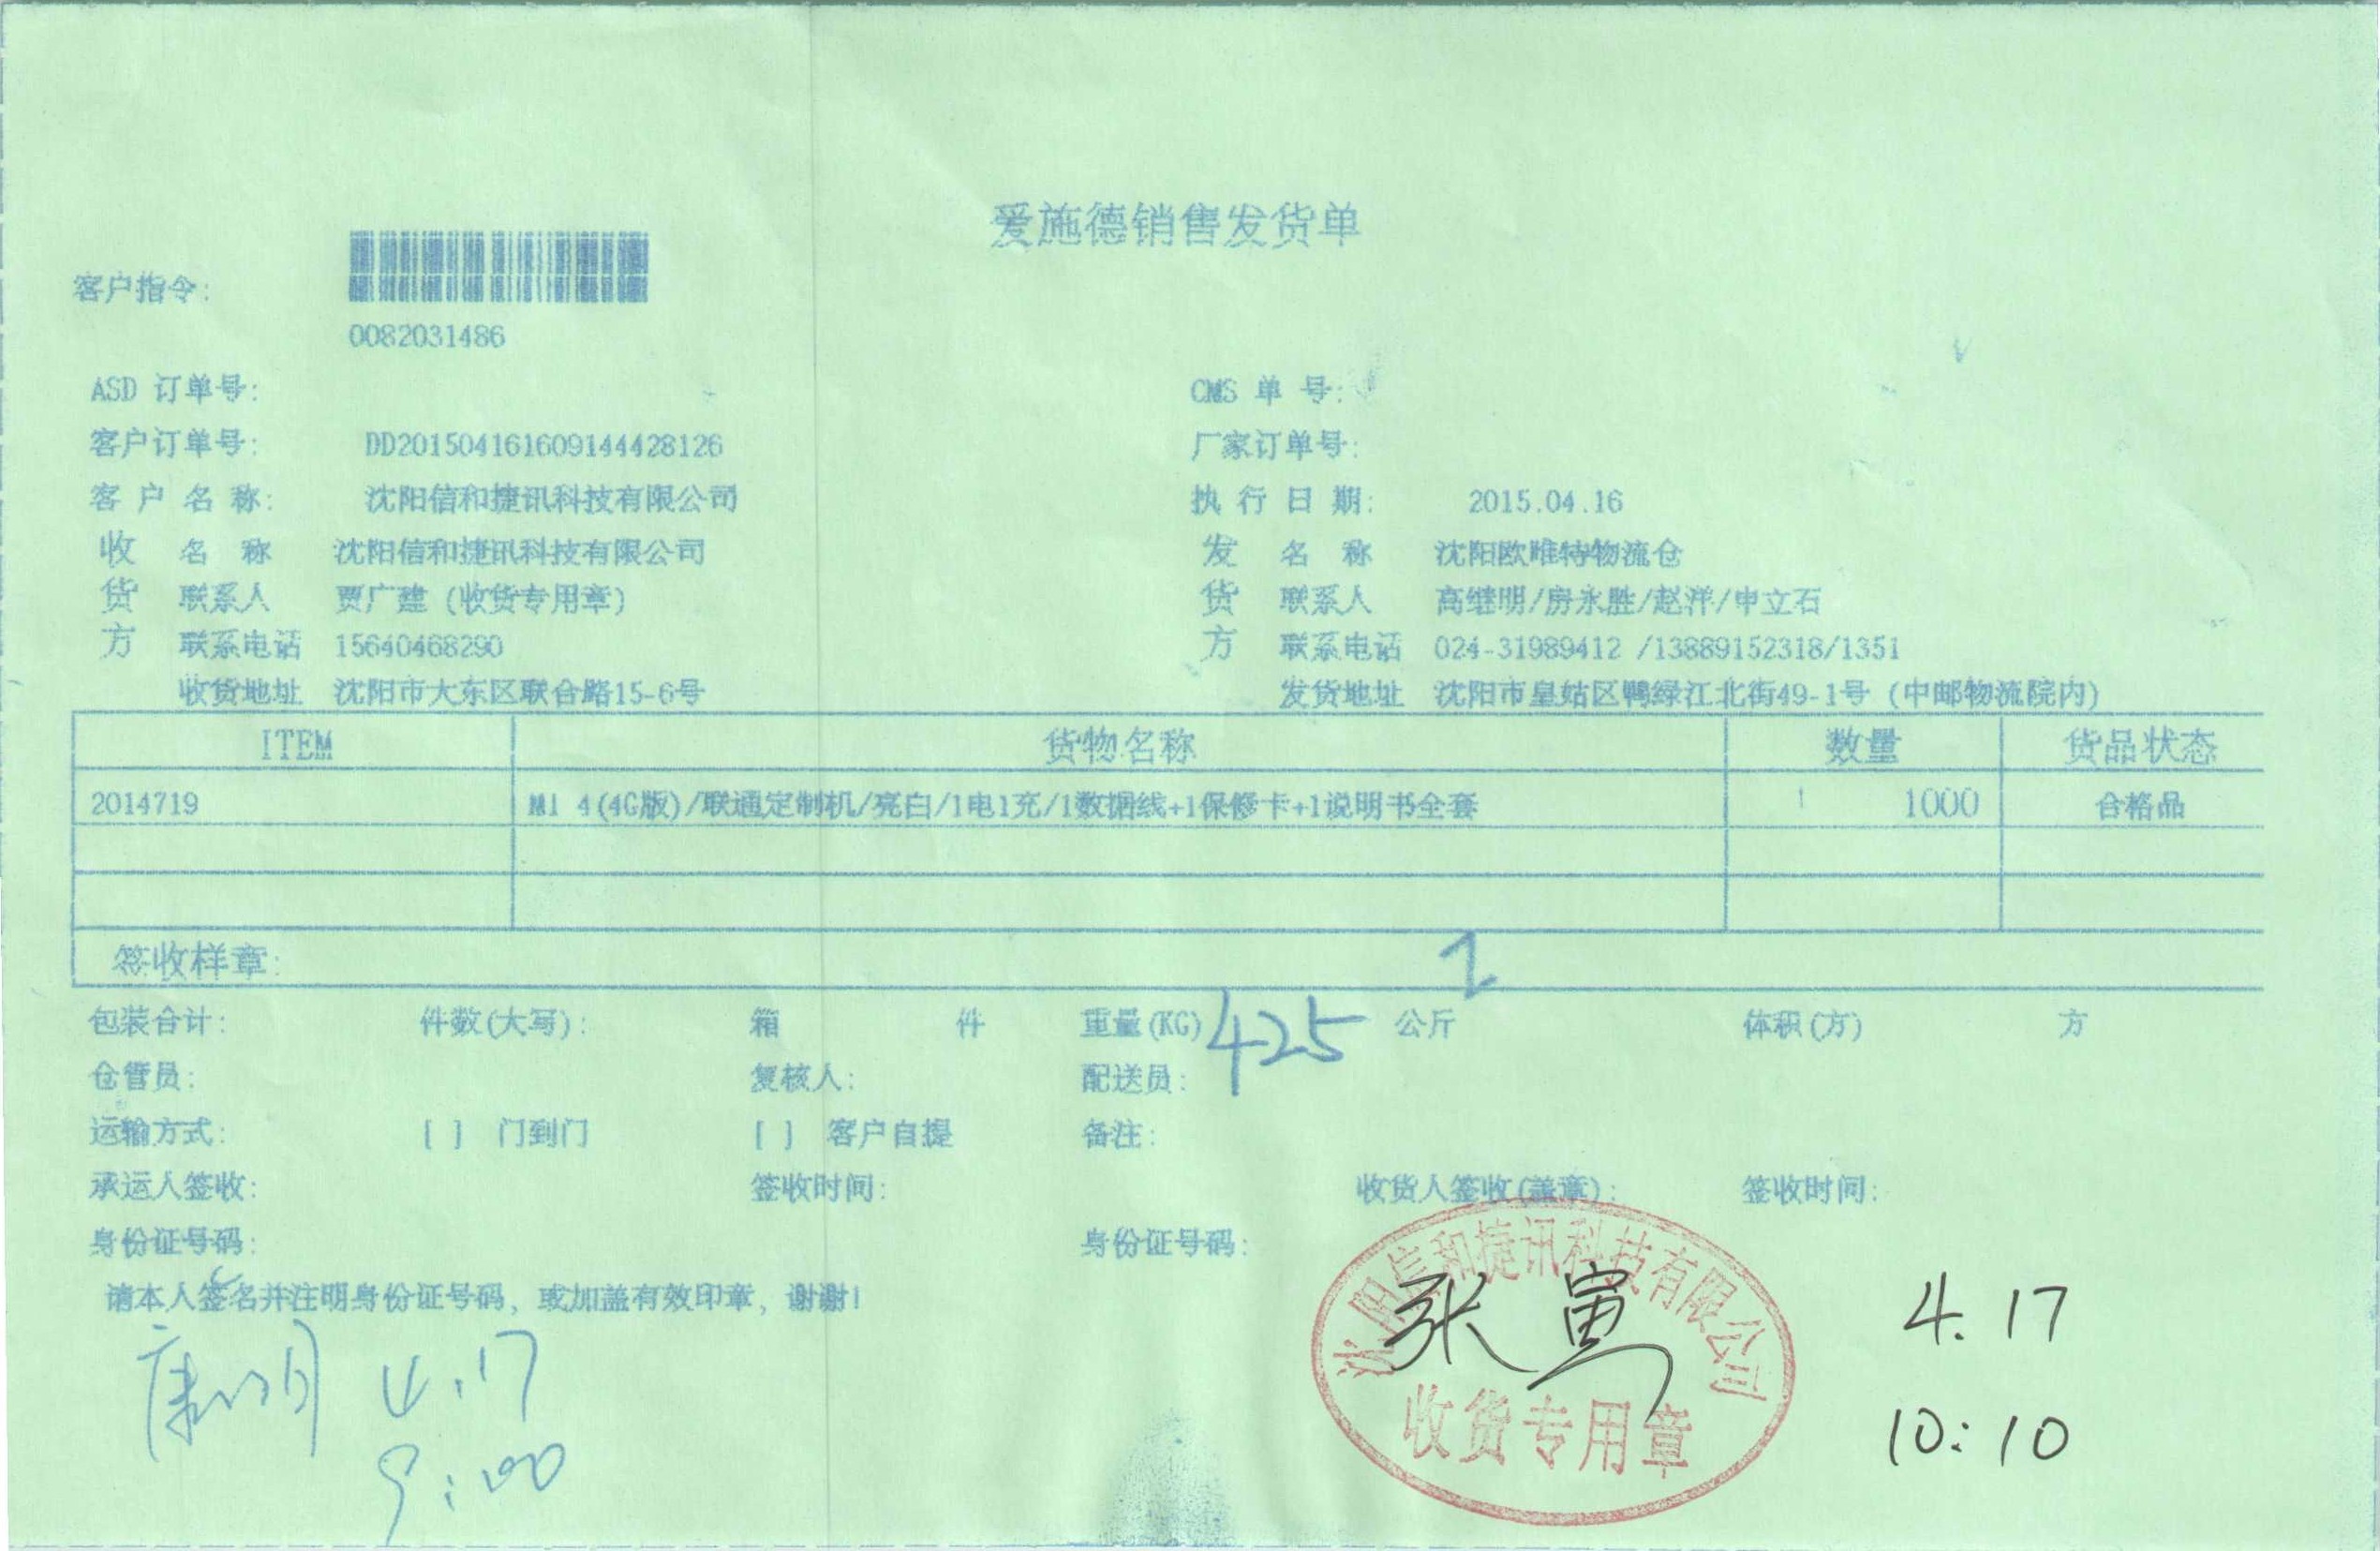 爱施德销售发货单
客户指令:
0082031486
ASD 订单号:
CMS 单 号:
客户订单号: DD20150416160914442​8126
厂家订单号:
客 户 名 称: 沈阳信和捷讯科技有限公司
执 行 日 期: 2015.04.16
收货方
名 称 沈阳信和捷讯科技有限公司
联系人 贾广建 (收货专用章)
联系电话 15640468290
收货地址 沈阳市大东区联合路15-6号
发货方
名 称 沈阳欧唯特物流仓
联系人 高继明/房永胜/赵洋/申立石
联系电话 024-31989412 /13889152318/1351
发货地址 沈阳市皇姑区鸭绿江北街49-1号 (中邮物流院内)
ITEM 货物名称 数量 货品状态
2014719 MI 4(4G版)/联通定制机/亮白/1电1充/1数据线+1保修卡+1说明书全套 1000 合格品
签收样章:
包装合计: 件数(大写): 箱 件 重量(KG) 425 公斤 体积(方) 方
仓管员: 复核人: 配送员:
运输方式: [ ] 门到门 [ ] 客户自提 备注:
承运人签收: 签收时间: 收货人签收(盖章): 签收时间:
身份证号码: 身份证号码:
请本人签名并注明身份证号码, 或加盖有效印章, 谢谢!
沈阳信和捷讯科技有限公司
收货专用章
张寅
4.17
10:10
4.17
9:00